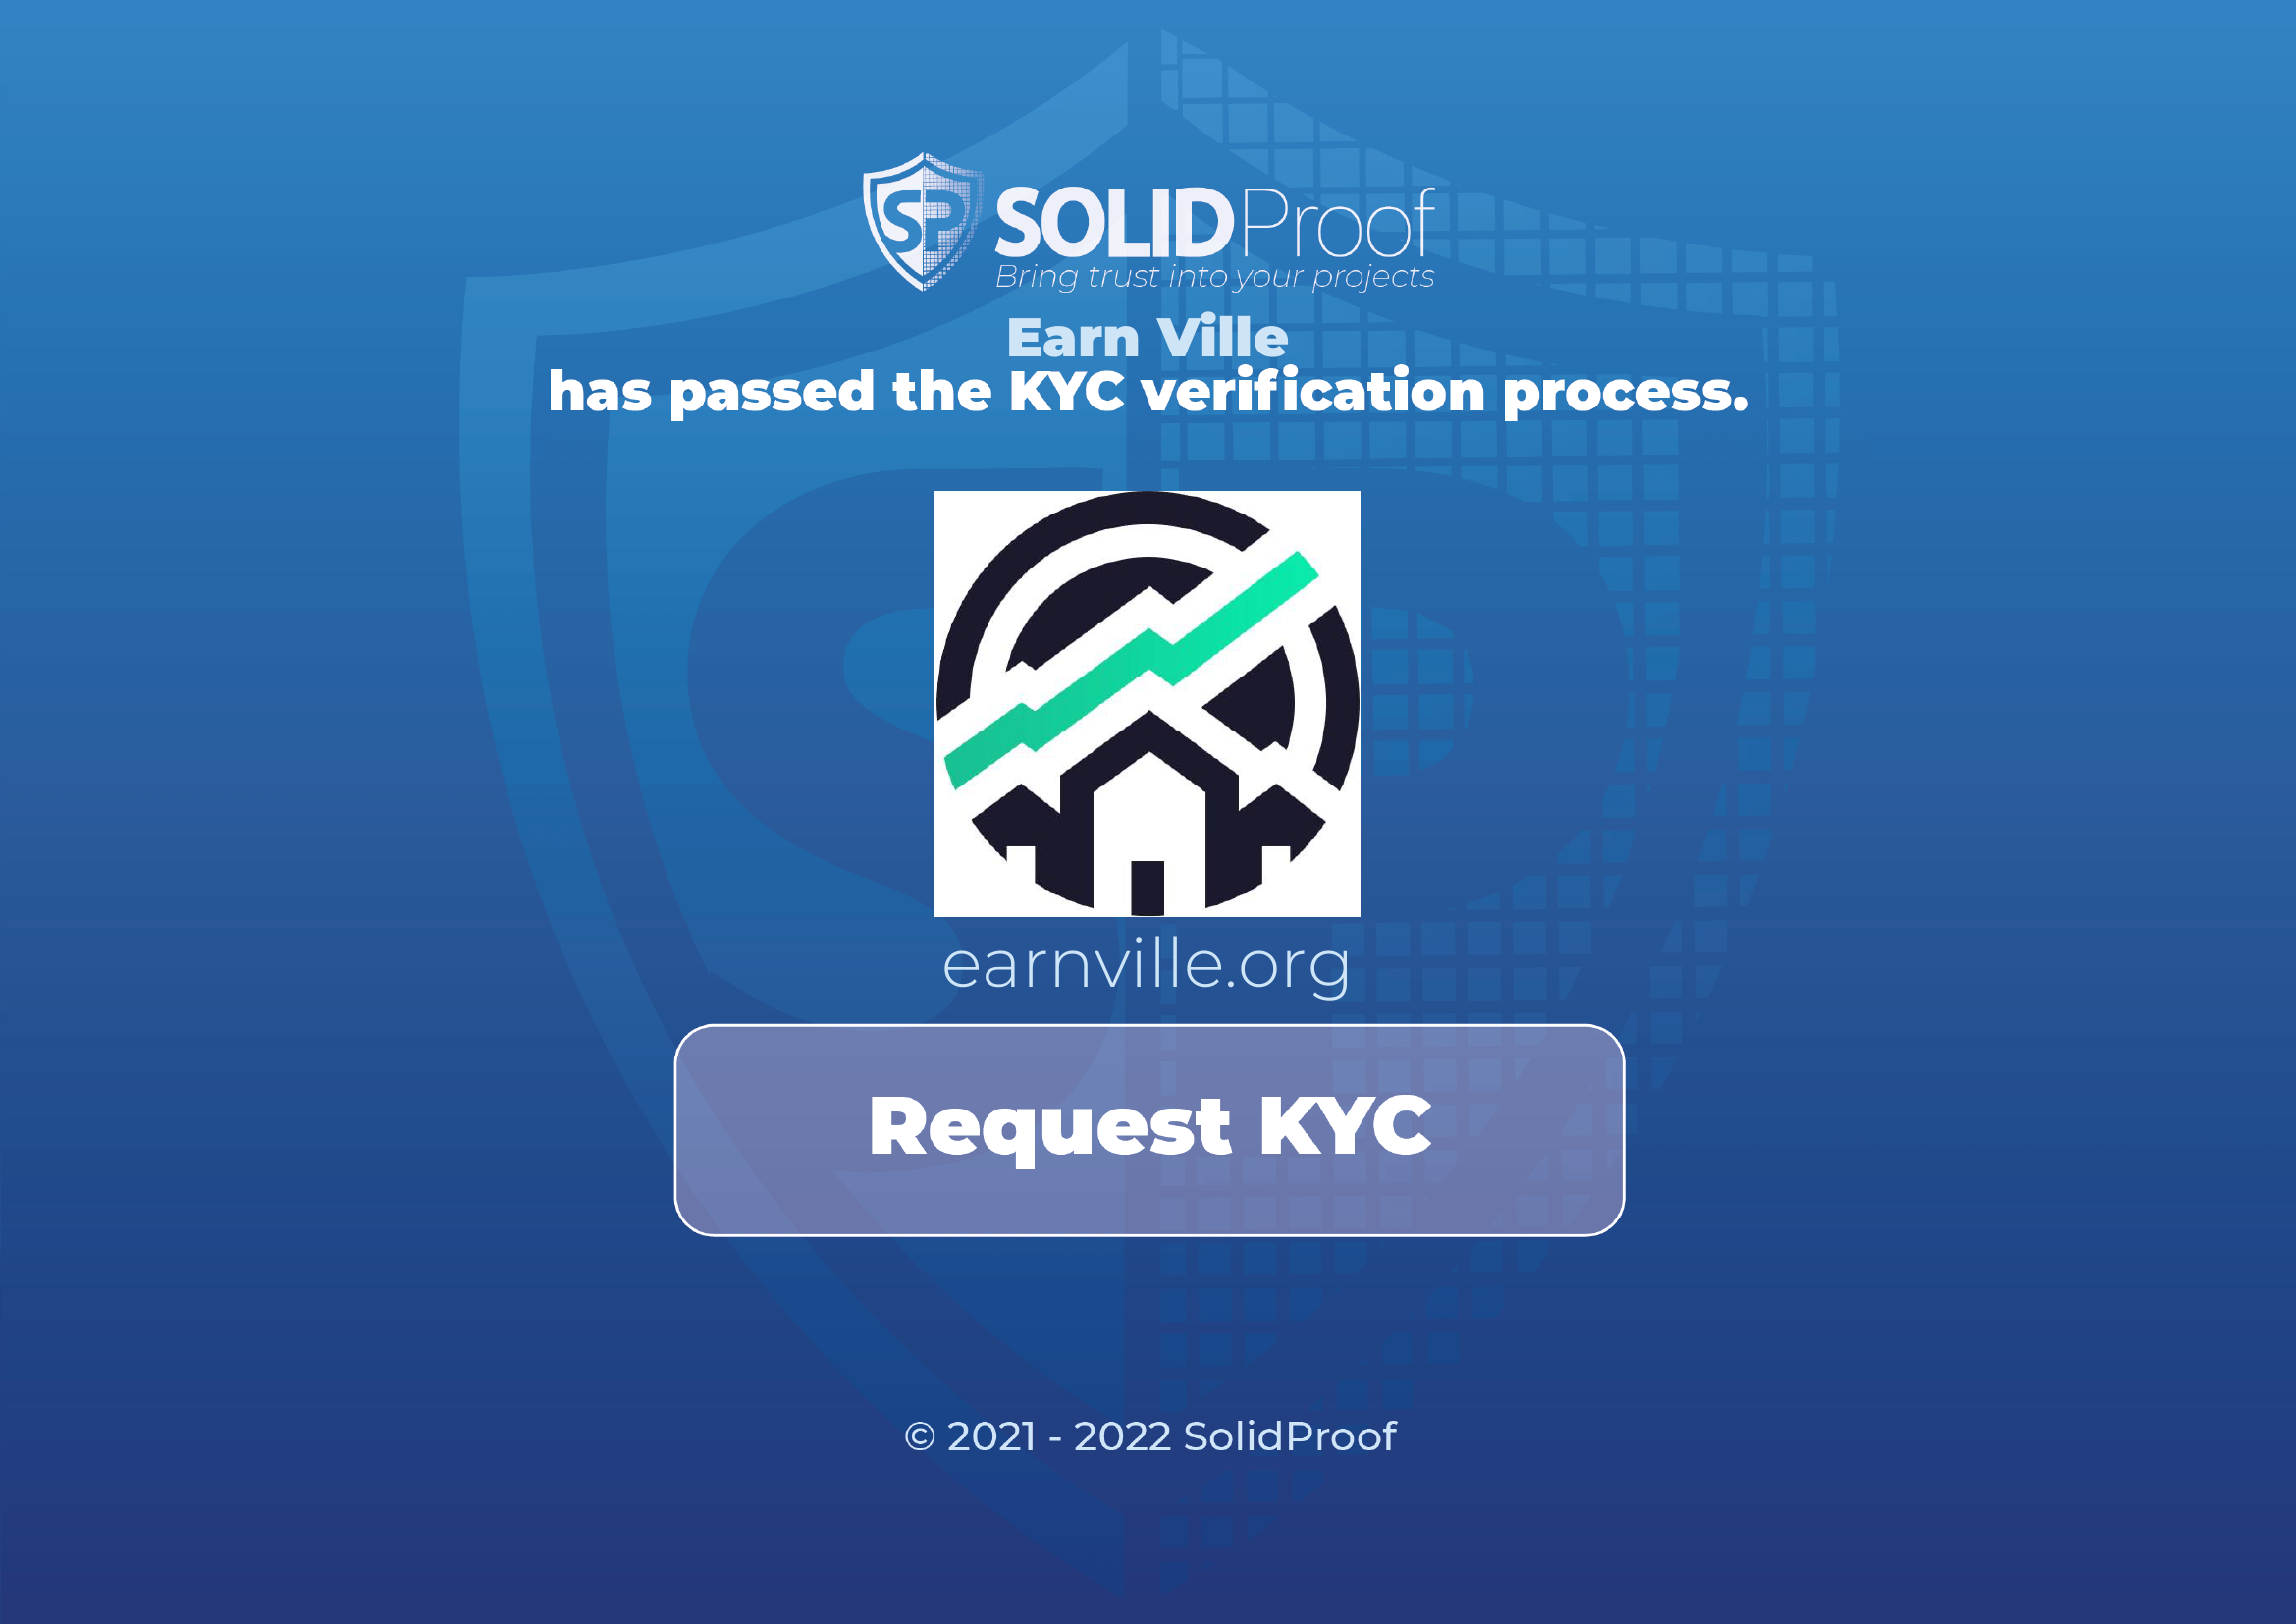 SP SOLIDProof
Bring trust into your projects
Earn Ville
has passed the KYC verification process.
earnville.org
Request KYC
© 2021 - 2022 SolidProof